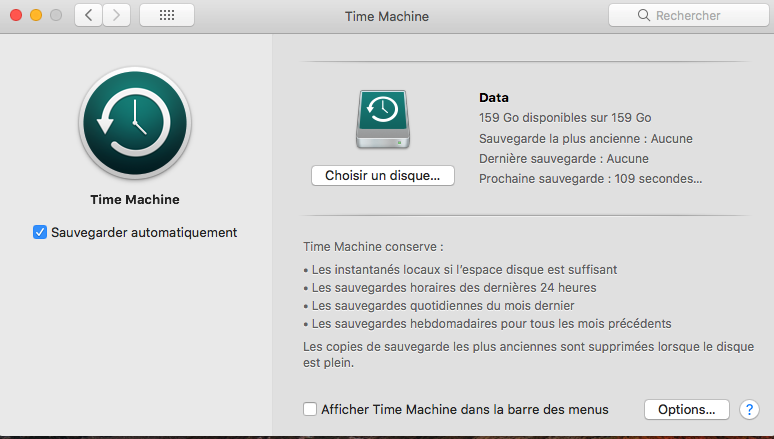 Time Machine
Rechercher
Time Machine
Sauvegarder automatiquement
Data
159 Go disponibles sur 159 Go
Sauvegarde la plus ancienne : Aucune
Dernière sauvegarde : Aucune
Prochaine sauvegarde : 109 secondes...
Choisir un disque...
Time Machine conserve :
• Les instantanés locaux si l'espace disque est suffisant
• Les sauvegardes horaires des dernières 24 heures
• Les sauvegardes quotidiennes du mois dernier
• Les sauvegardes hebdomadaires pour tous les mois précédents
Les copies de sauvegarde les plus anciennes sont supprimées lorsque le disque
est plein.
Afficher Time Machine dans la barre des menus
Options...
?